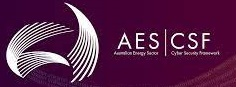 AES|CSF
Australian Energy Sector | Cyber Security Framework